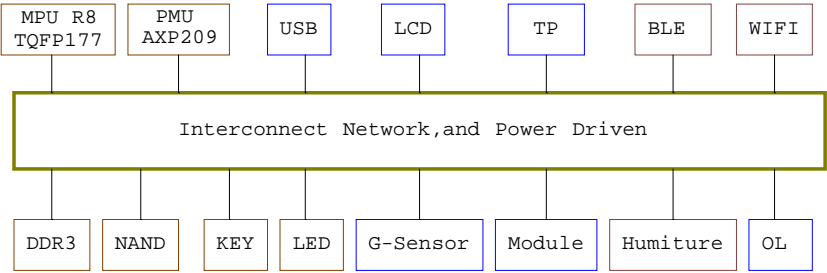 MPU R8
TQFP177
PMU
AXP209
USB
LCD
TP
BLE
WIFI
Interconnect Network,and Power Driven
DDR3
NAND
KEY
LED
G-Sensor
Module
Humiture
OL